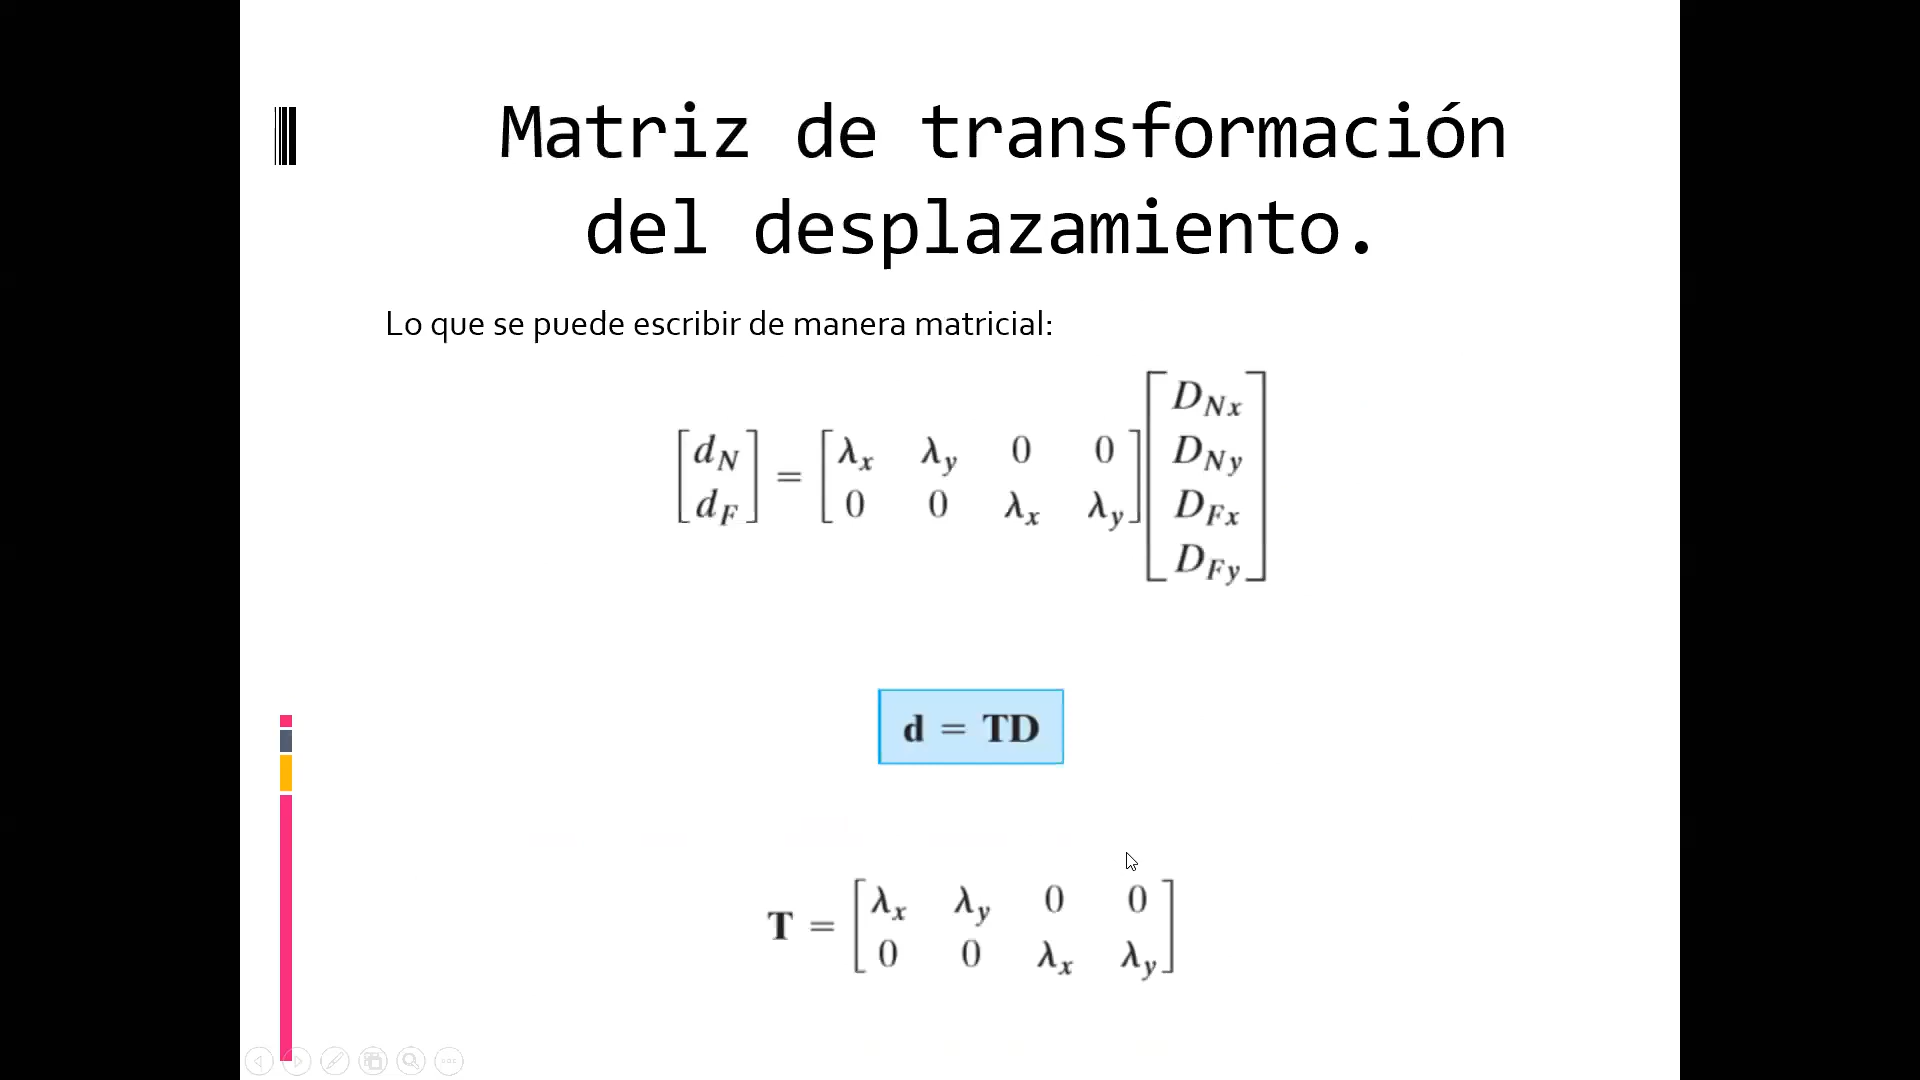 Matriz de transformación
del desplazamiento.
Lo que se puede escribir de manera matricial:
[d_N; d_F] = [λ_x λ_y 0 0; 0 0 λ_x λ_y] [D_Nx; D_Ny; D_Fx; D_Fy]
d = TD
T = [λ_x λ_y 0 0; 0 0 λ_x λ_y]